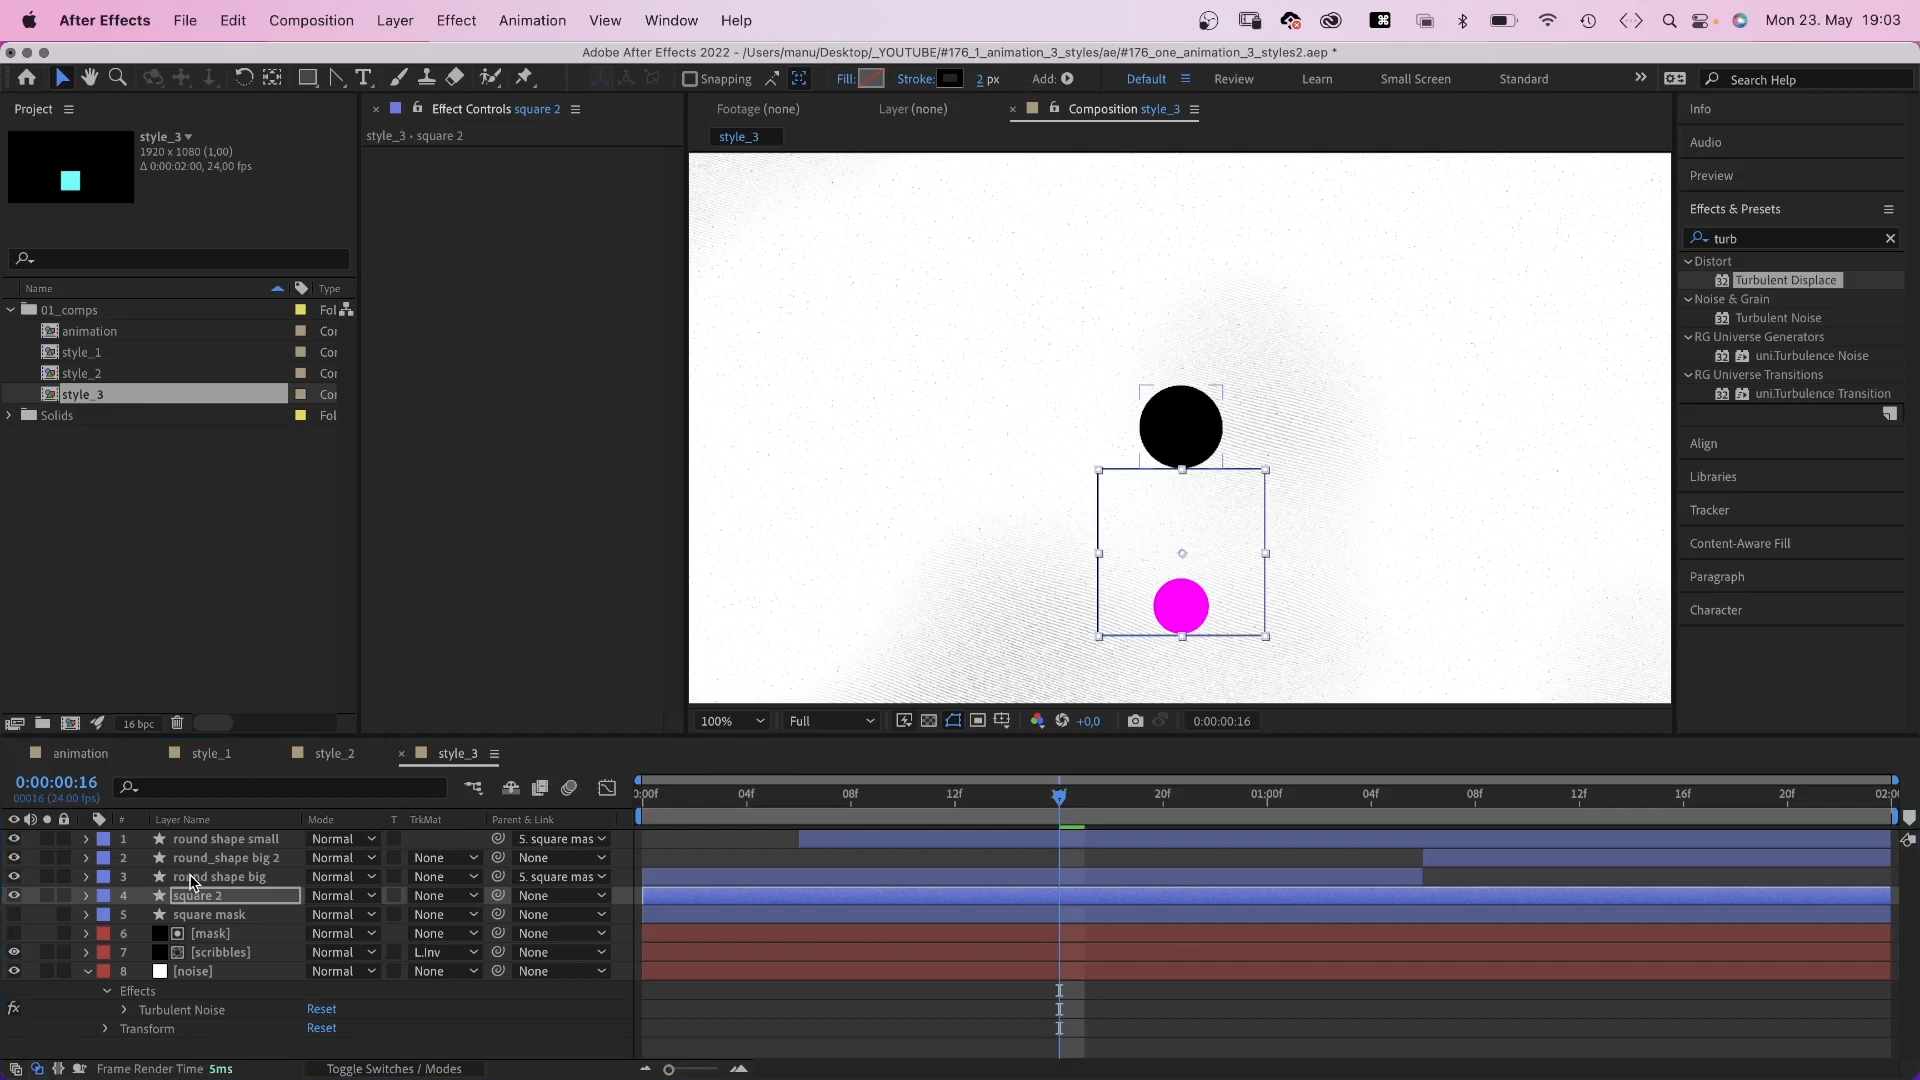 After Effects File Edit Composition Layer Effect Animation View Window Help Mon 23. May 19:03
Adobe After Effects 2022 - /Users/manu/Desktop/_YOUTUBE/#176_1_animation_3_styles/ae/#176_one_animation_3_styles2.aep *
Snapping Fill: Stroke: 2 px Add: Default Review Learn Small Screen Standard Search Help
Project
style_3
1920 x 1080 (1,00)
Δ 0:00:02:00, 24,00 fps
Name Type
01_comps Fol
animation Cor
style_1 Cor
style_2 Cor
style_3 Cor
Solids Fol
16 bpc
Effect Controls square 2
style_3 • square 2
Footage (none) Layer (none) Composition style_3
style_3
100% Full +0,0 0:00:00:16
Info
Audio
Preview
Effects & Presets
turb
Distort
32 Turbulent Displace
Noise & Grain
32 Turbulent Noise
RG Universe Generators
32 uni.Turbulence Noise
RG Universe Transitions
32 uni.Turbulence Transition
Align
Libraries
Tracker
Content-Aware Fill
Paragraph
Character
animation style_1 style_2 style_3
0:00:00:16
00016 (24.00 fps)
:00f 04f 08f 12f 20f 01:00f 04f 08f 12f 16f 20f 02:00
# Layer Name Mode T TrkMat Parent & Link
1 round shape small Normal 5. square mas
2 round_shape big 2 Normal None None
3 round shape big Normal None 5. square mas
4 square 2 Normal None None
5 square mask Normal None None
6 [mask] Normal None None
7 [scribbles] Normal L.Inv None
8 [noise] Normal None None
Effects
fx Turbulent Noise Reset
Transform Reset
Frame Render Time 5ms Toggle Switches / Modes